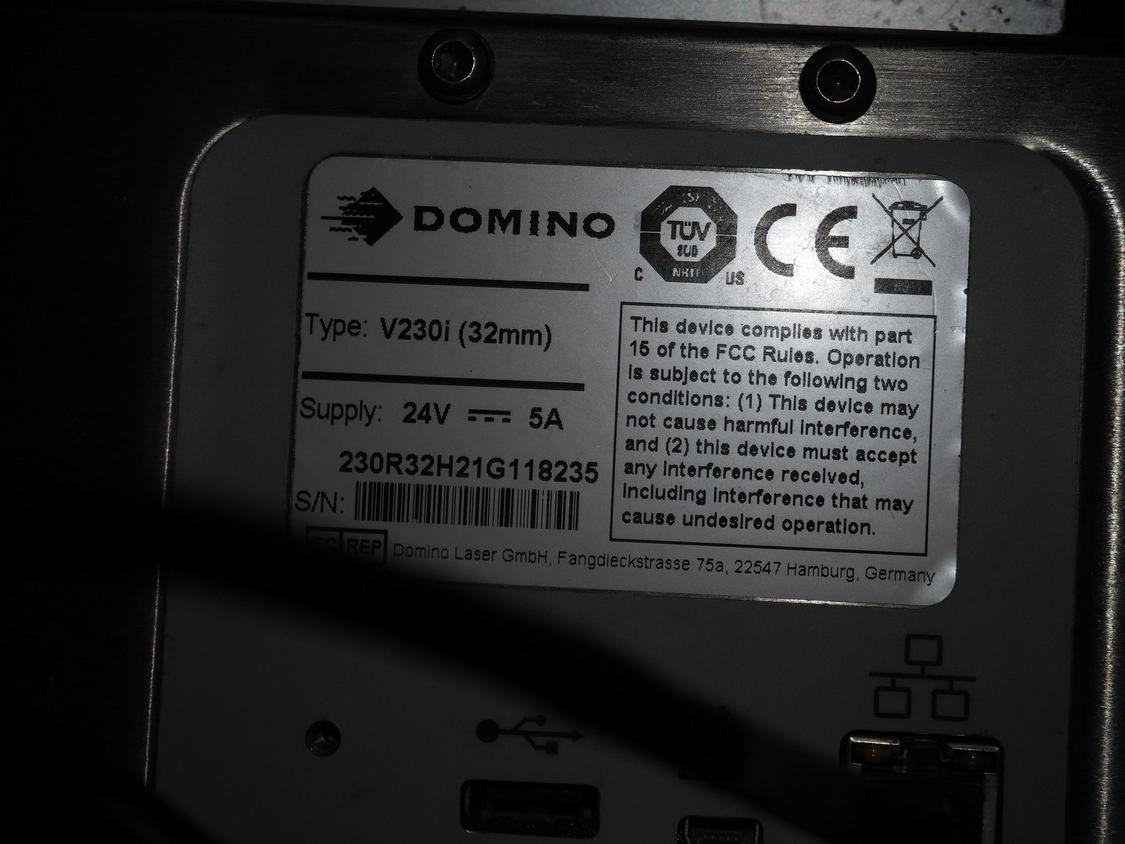 DOMINO
TÜV
SÜD
C US
CE
Type: V230i (32mm)
Supply: 24V 5A
230R32H21G118235
S/N:
EC REP Domino Laser GmbH, Fangdieckstrasse 75a, 22547 Hamburg, Germany
This device complies with part
15 of the FCC Rules. Operation
is subject to the following two
conditions: (1) This device may
not cause harmful interference,
and (2) this device must accept
any interference received,
including interference that may
cause undesired operation.